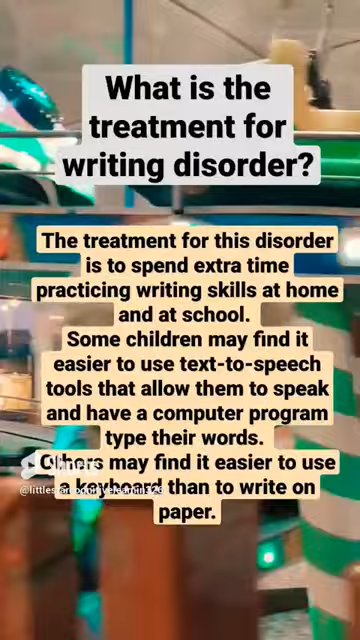 What is the
treatment for
writing disorder?
The treatment for this disorder
is to spend extra time
practicing writing skills at home
and at school.
Some children may find it
easier to use text-to-speech
tools that allow them to speak
and have a computer program
type their words.
Others may find it easier to use
a keyboard than to write on
paper.